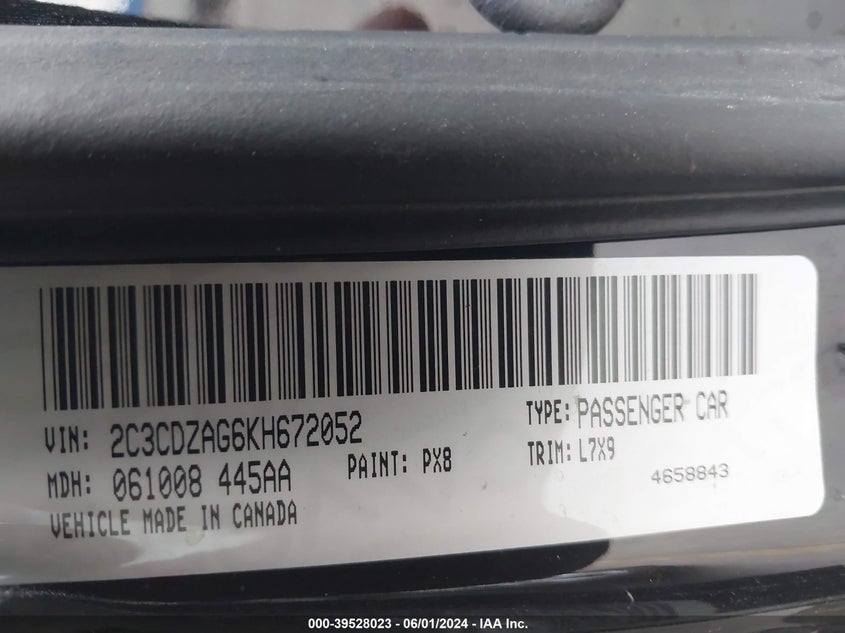 VIN: 2C3CDZAG6KH672052 TYPE: PASSENGER CAR
MDH: 061008 445AA PAINT: PX8 TRIM: L7X9
VEHICLE MADE IN CANADA 4658843
000-39528023 - 06/01/2024 - IAA Inc.